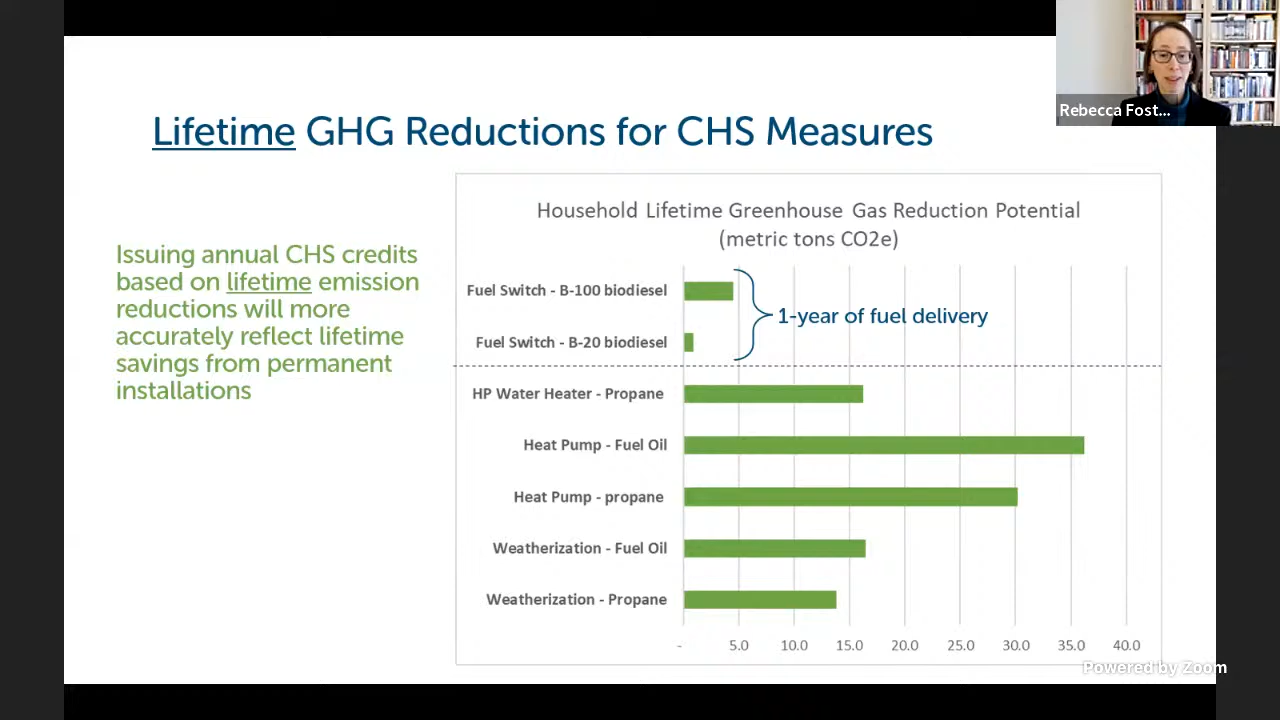 Rebecca Fost...
Lifetime GHG Reductions for CHS Measures
Issuing annual CHS credits
based on lifetime emission
reductions will more
accurately reflect lifetime
savings from permanent
installations
Household Lifetime Greenhouse Gas Reduction Potential
(metric tons CO2e)
Fuel Switch - B-100 biodiesel
1-year of fuel delivery
Fuel Switch - B-20 biodiesel
HP Water Heater - Propane
Heat Pump - Fuel Oil
Heat Pump - propane
Weatherization - Fuel Oil
Weatherization - Propane
- 5.0 10.0 15.0 20.0 25.0 30.0 35.0 40.0
Powered by Zoom